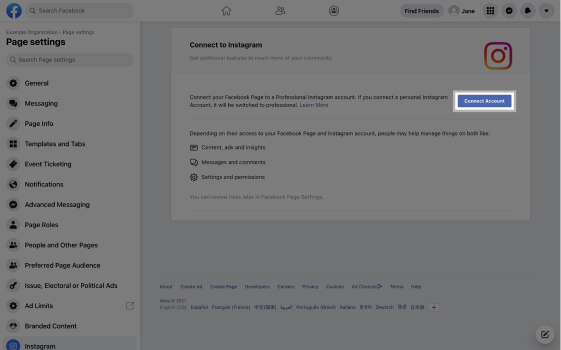 Search Facebook
Find Friends
Jane
Example Organization › Page settings
Page settings
Search Page settings
General
Messaging
Page Info
Templates and Tabs
Event Ticketing
Notifications
Advanced Messaging
Page Roles
People and Other Pages
Preferred Page Audience
Issue, Electoral or Political Ads
Ad Limits
Branded Content
Instagram
Connect to Instagram
Get additional features to reach more of your community.
Connect your Facebook Page to a Professional Instagram account. If you connect a personal Instagram
Account, it will be switched to professional. Learn More
Connect Account
Depending on their access to your Facebook Page and Instagram account, people may help manage things on both like:
Content, ads and insights
Messages and comments
Settings and permissions
You can review roles later in Facebook Page Settings.
About Create Ad Create Page Developers Careers Privacy Cookies Ad Choices Terms Help
Meta © 2021
English (US) Español Français (France) 中文(简体) العربية Português (Brasil) Italiano 한국어 Deutsch हिन्दी 日本語